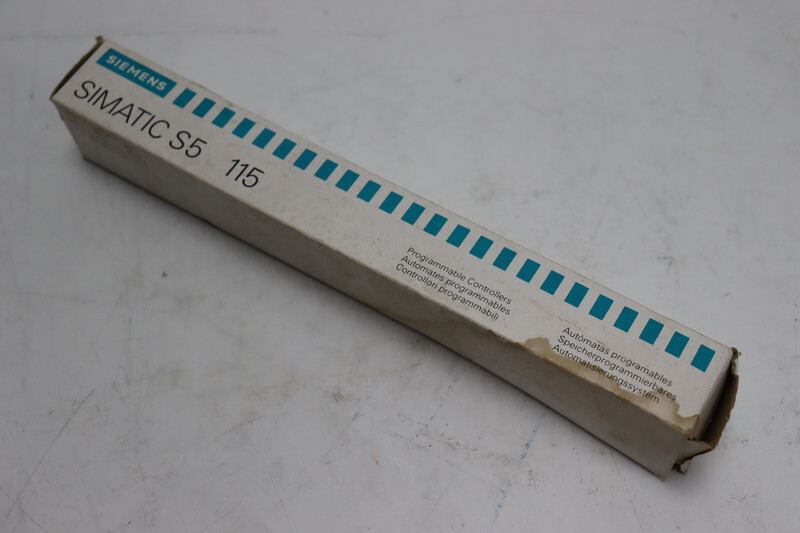 SIEMENS
SIMATIC S5 115
Programmable Controllers
Automates programmables
Controllori programmabili
Autómatas programables
Speicherprogrammierbares
Automatisierungssystem